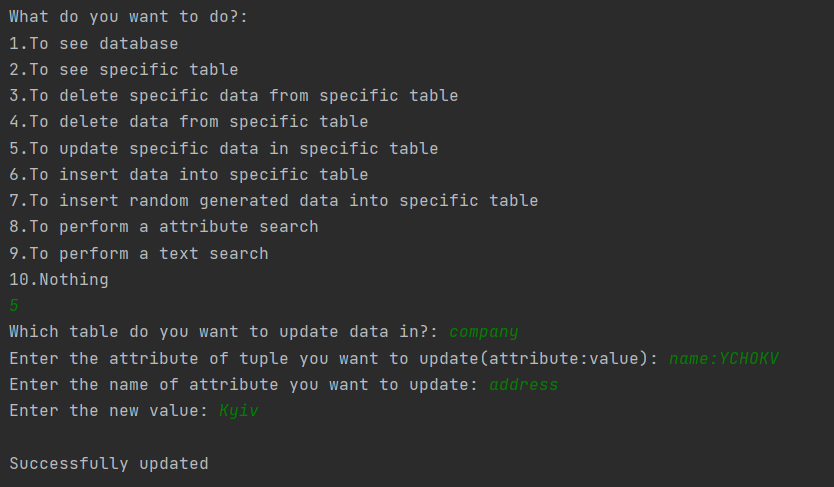 What do you want to do?:
1.To see database
2.To see specific table
3.To delete specific data from specific table
4.To delete data from specific table
5.To update specific data in specific table
6.To insert data into specific table
7.To insert random generated data into specific table
8.To perform a attribute search
9.To perform a text search
10.Nothing
5
Which table do you want to update data in?: company
Enter the attribute of tuple you want to update(attribute:value): name:YCHOKV
Enter the name of attribute you want to update: address
Enter the new value: Kyiv
Successfully updated